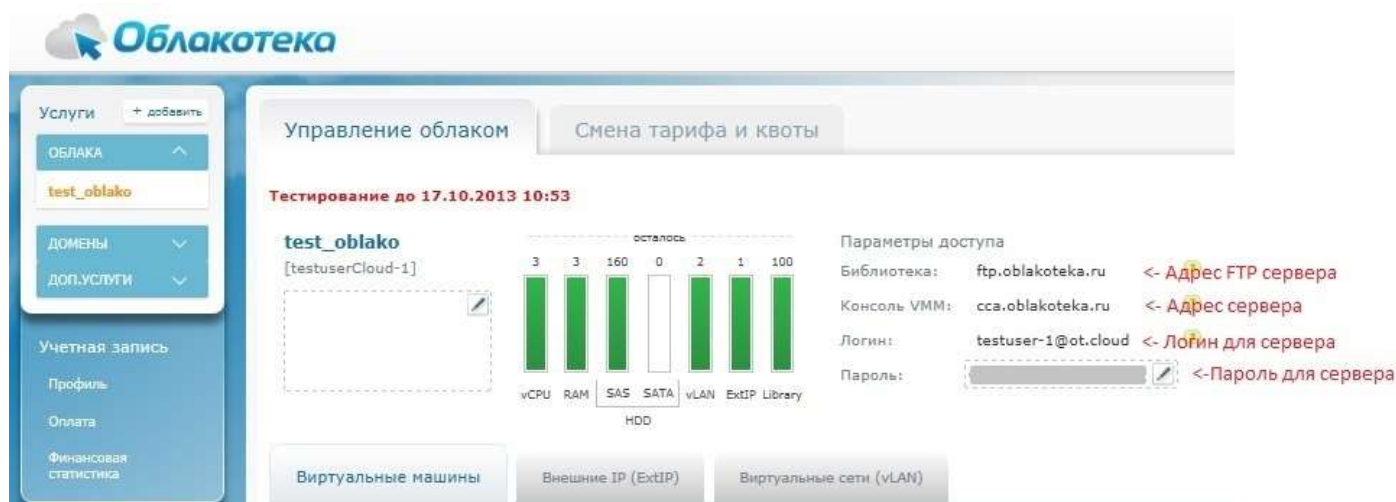 Облакотека
Услуги + добавить
ОБЛАКА
test_oblako
ДОМЕНЫ
ДОП.УСЛУГИ
Учетная запись
Профиль
Оплата
Финансовая
статистика
Управление облаком Смена тарифа и квоты
Тестирование до 17.10.2013 10:53
test_oblako
[testuserCloud-1]
осталось
3 3 160 0 2 1 100
vCPU RAM SAS SATA vLAN ExtIP Library
HDD
Параметры доступа
Библиотека: ftp.oblakoteka.ru <- Адрес FTP сервера
Консоль VMM: cca.oblakoteka.ru <- Адрес сервера
Логин: testuser-1@ot.cloud <- Логин для сервера
Пароль: <-Пароль для сервера
Виртуальные машины Внешние IP (ExtIP) Виртуальные сети (vLAN)